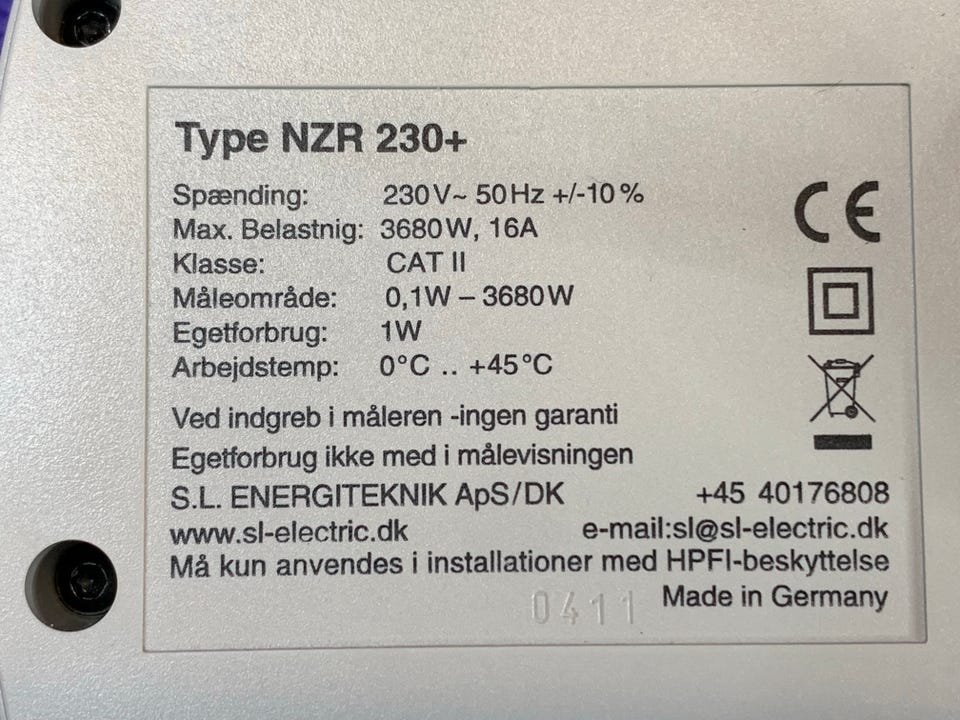 Type NZR 230+
Spænding: 230V~ 50Hz +/-10%
Max. Belastnig: 3680W, 16A
Klasse: CAT II
Måleområde: 0,1W – 3680W
Egetforbrug: 1W
Arbejdstemp: 0°C .. +45°C
Ved indgreb i måleren -ingen garanti
Egetforbrug ikke med i målevisningen
S.L. ENERGITEKNIK ApS/DK +45 40176808
www.sl-electric.dk e-mail:sl@sl-electric.dk
Må kun anvendes i installationer med HPFI-beskyttelse
0411 Made in Germany
CE